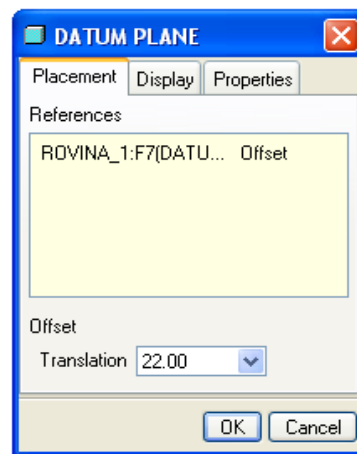 DATUM PLANE
Placement Display Properties
References
ROVINA_1:F7(DATU... Offset
Offset
Translation 22.00
OK Cancel